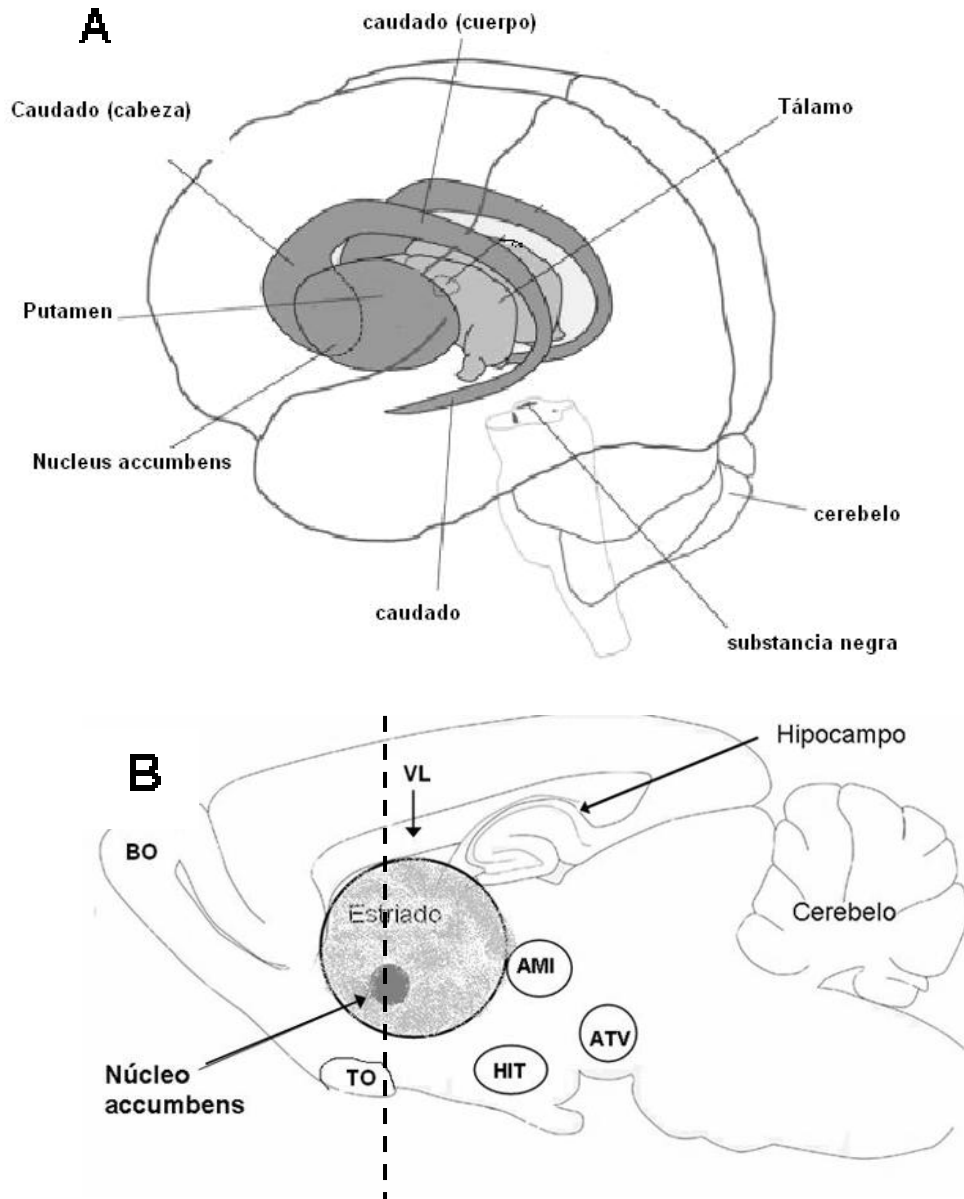 A
caudado (cuerpo)
Caudado (cabeza)
Tálamo
Putamen
Nucleus accumbens
cerebelo
caudado
substancia negra
B
VL
Hipocampo
BO
Estriado
Cerebelo
AMI
ATV
Núcleo
accumbens
TO
HIT